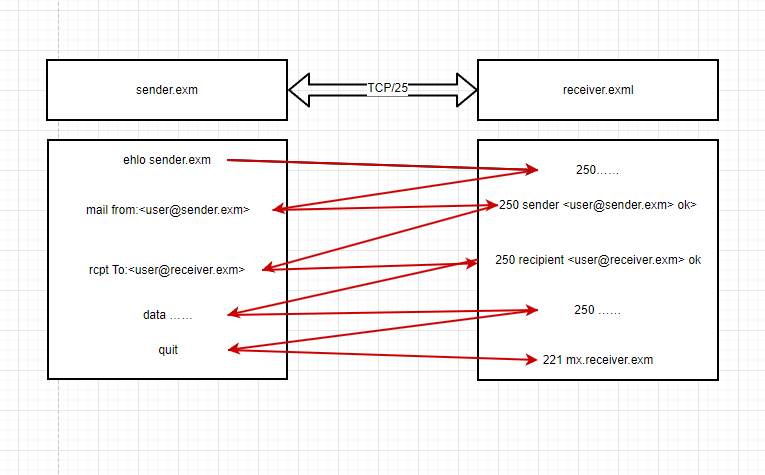 sender.exm
TCP/25
receiver.exml
ehlo sender.exm
250......
mail from:<user@sender.exm>
250 sender <user@sender.exm> ok>
rcpt To:<user@receiver.exm>
250 recipient <user@receiver.exm> ok
data ......
250 ......
quit
221 mx.receiver.exm